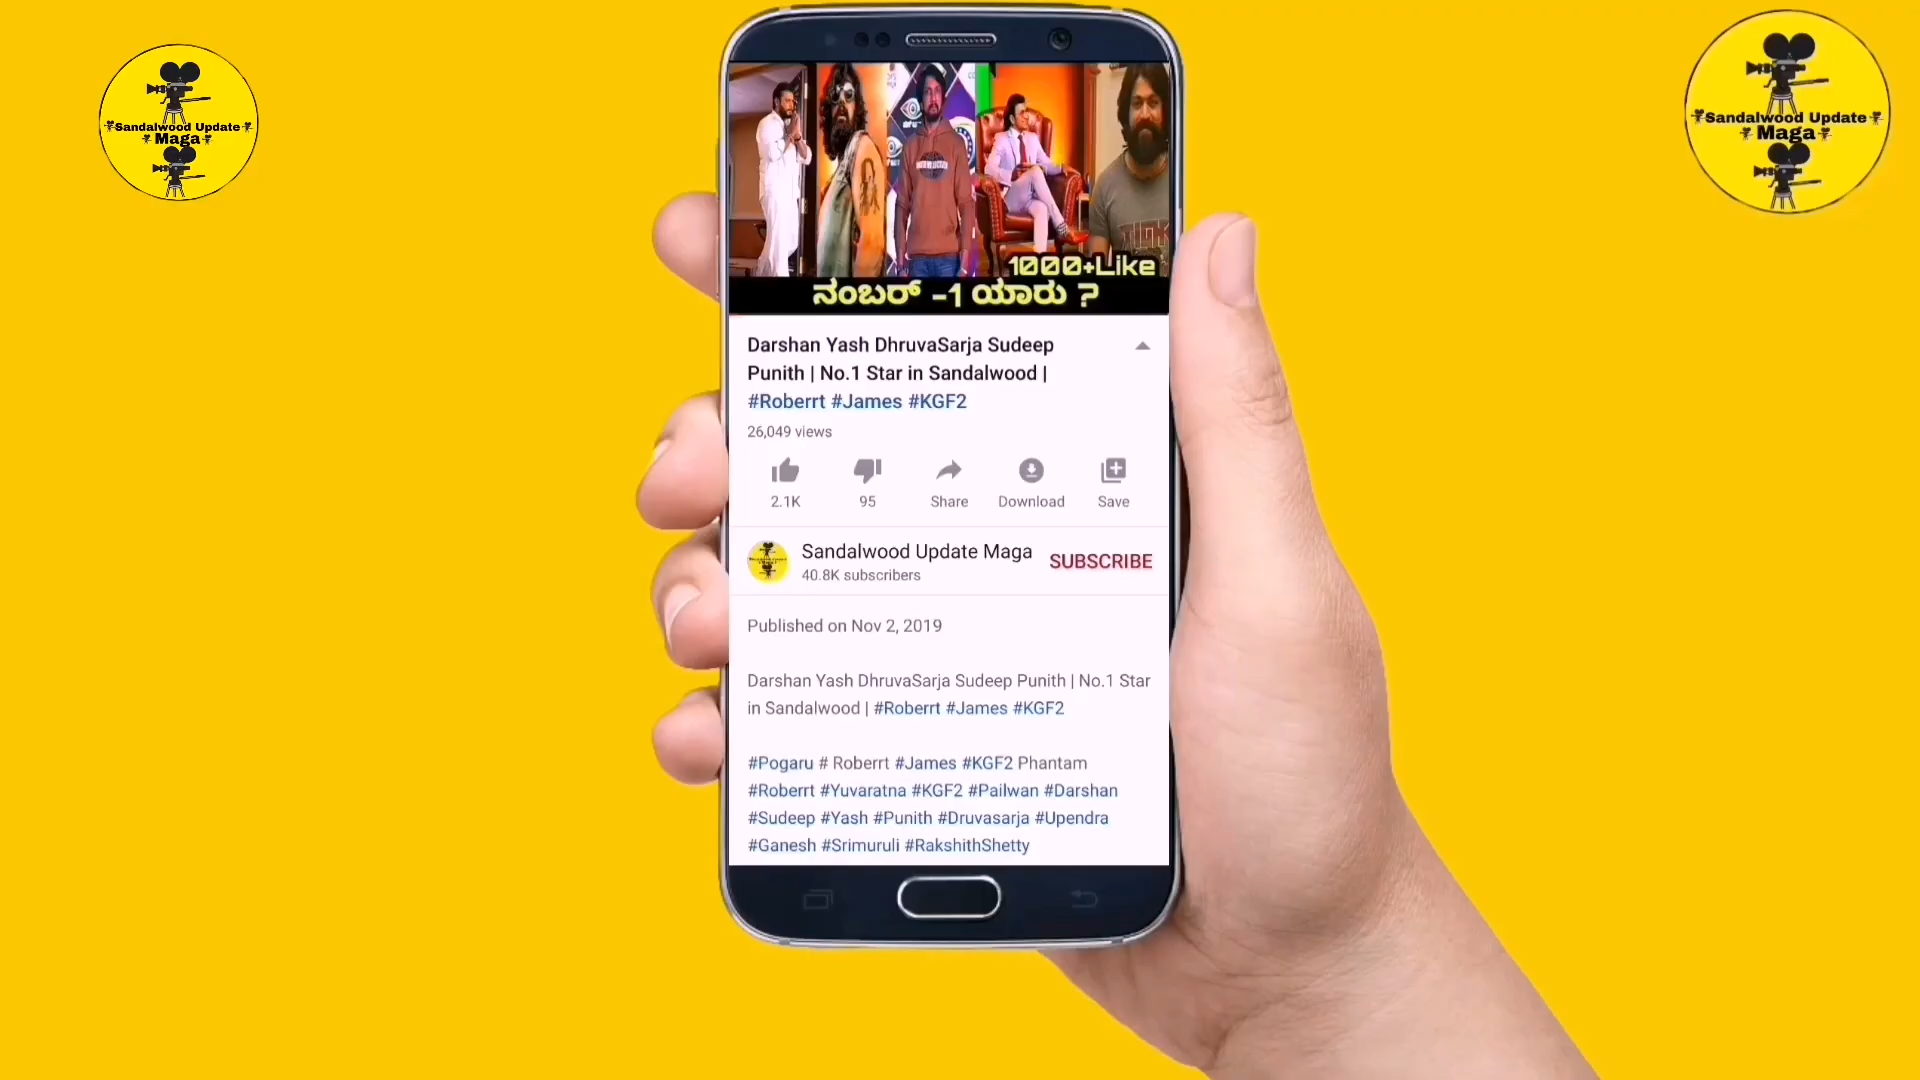 Sandalwood Update
Maga
Sandalwood Update
Maga
1000+Like
ನಂಬರ್ -1 ಯಾರು ?
Darshan Yash DhruvaSarja Sudeep
Punith | No.1 Star in Sandalwood |
#Roberrt #James #KGF2
26,049 views
2.1K 95 Share Download Save
Sandalwood Update Maga
SUBSCRIBE
40.8K subscribers
Published on Nov 2, 2019
Darshan Yash DhruvaSarja Sudeep Punith | No.1 Star
in Sandalwood | #Roberrt #James #KGF2
#Pogaru # Roberrt #James #KGF2 Phantam
#Roberrt #Yuvaratna #KGF2 #Pailwan #Darshan
#Sudeep #Yash #Punith #Druvasarja #Upendra
#Ganesh #Srimuruli #RakshithShetty